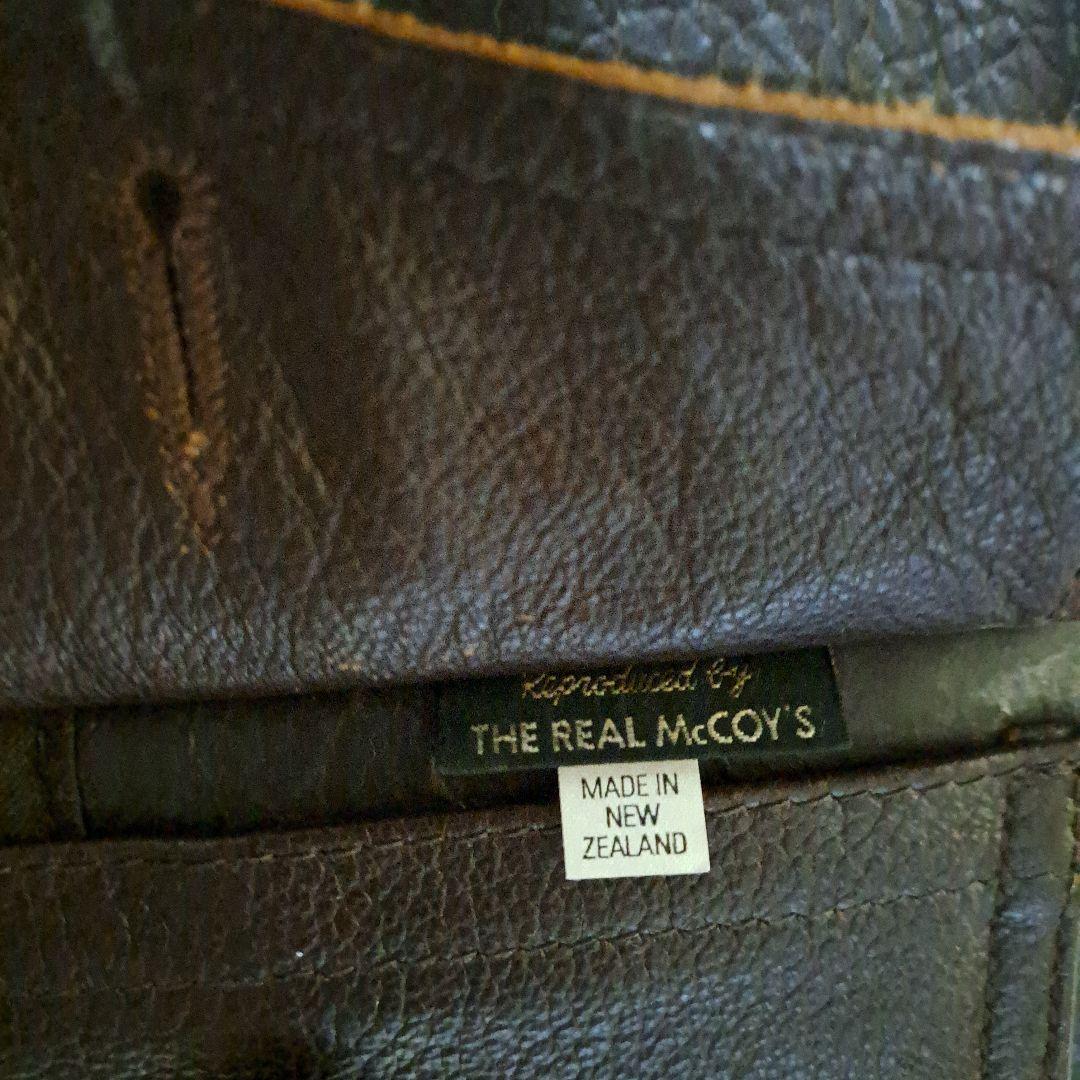 Reproduced by
THE REAL McCOY'S
MADE IN
NEW
ZEALAND